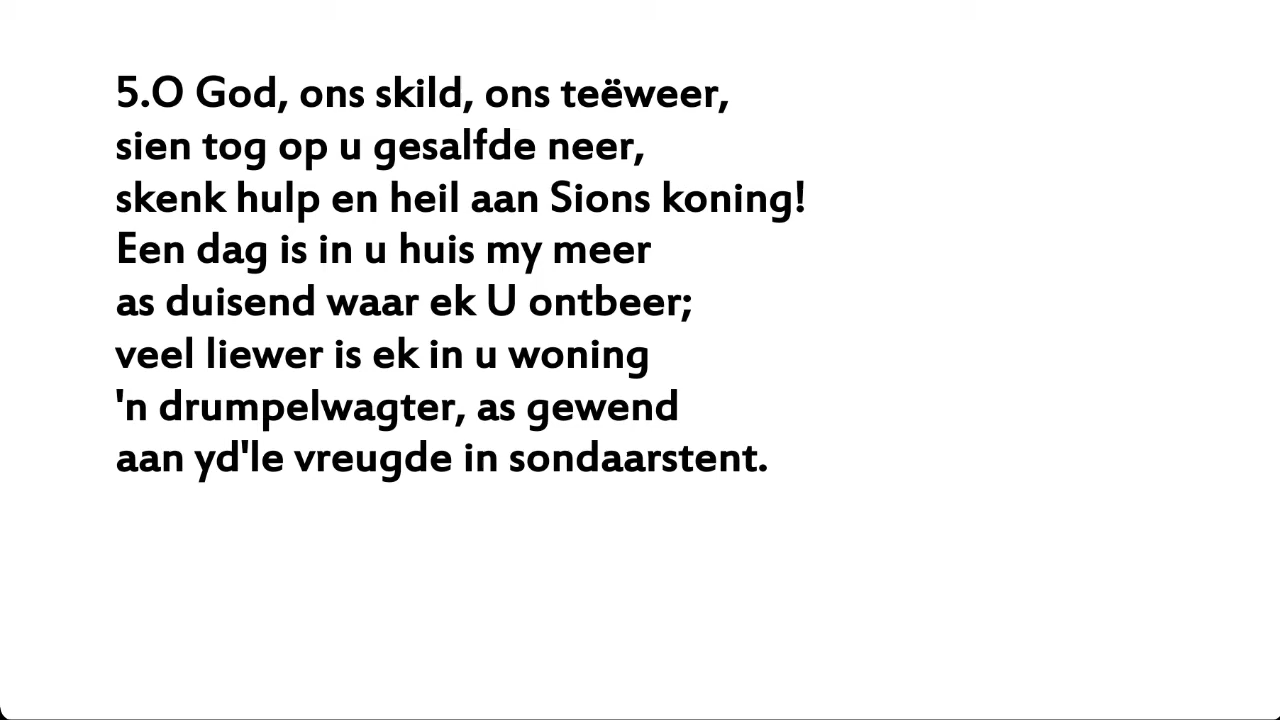 5.O God, ons skild, ons teëweer,
sien tog op u gesalfde neer,
skenk hulp en heil aan Sions koning!
Een dag is in u huis my meer
as duisend waar ek U ontbeer;
veel liewer is ek in u woning
'n drumpelwagter, as gewend
aan yd'le vreugde in sondaarstent.